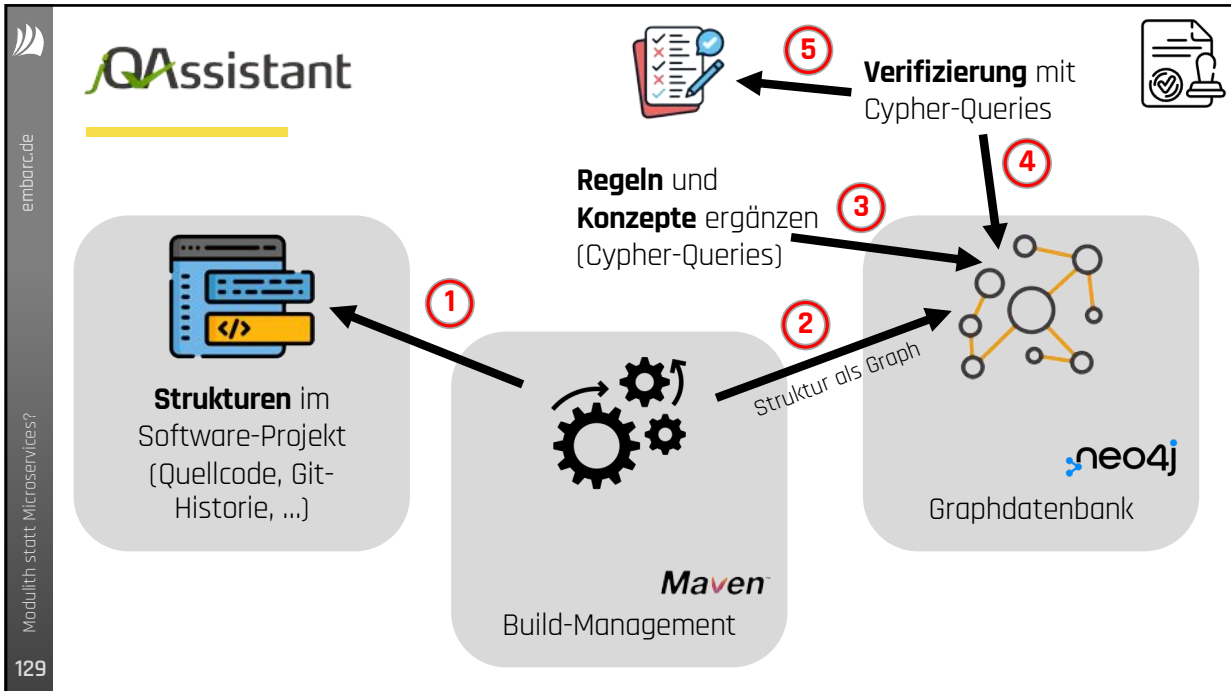 jQAssistant
5
Verifizierung mit
Cypher-Queries
4
Regeln und
Konzepte ergänzen
(Cypher-Queries)
3
1
2
Struktur als Graph
</>
Strukturen im
Software-Projekt
(Quellcode, Git-
Historie, ...)
neo4j
Graphdatenbank
Maven™
Build-Management
embarc.de
Modulith statt Microservices?
129